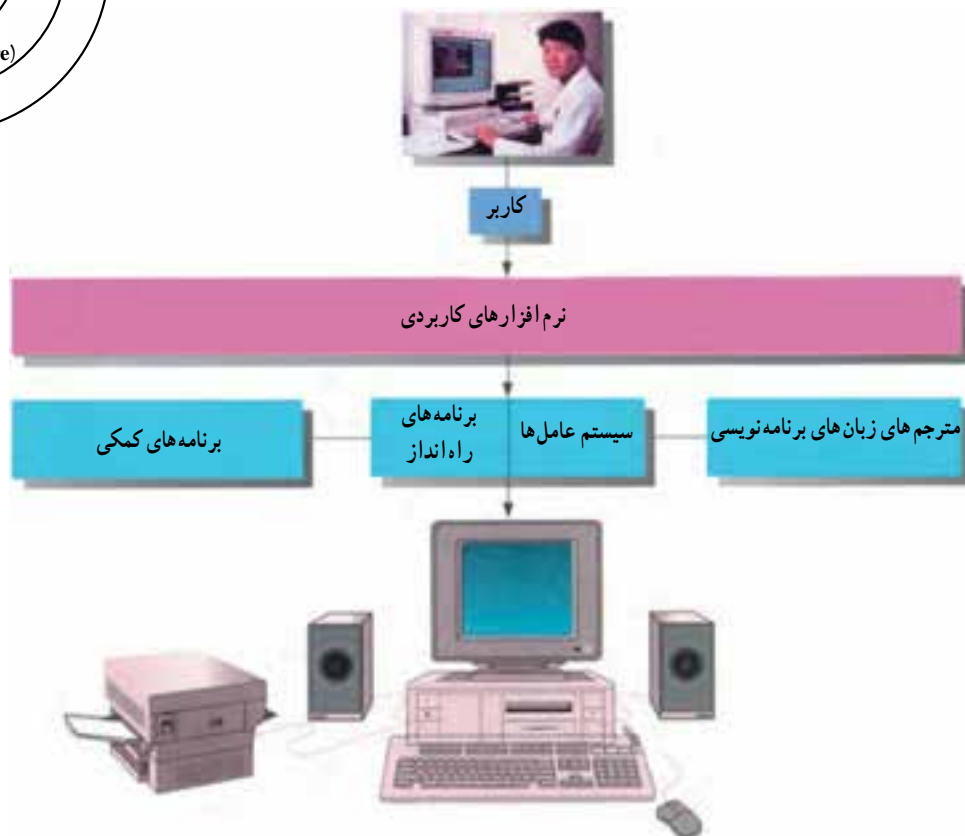 e)
کاربر
نرم افزارهای کاربردی
مترجم های زبان های برنامه نویسی
سیستم عامل ها
برنامه های
راه انداز
برنامه های کمکی